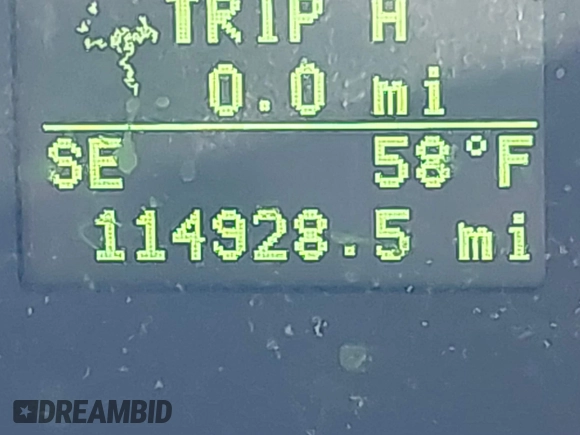 TRIP A
0.0 mi
SE 58°F
114928.5 mi
DREAMBID